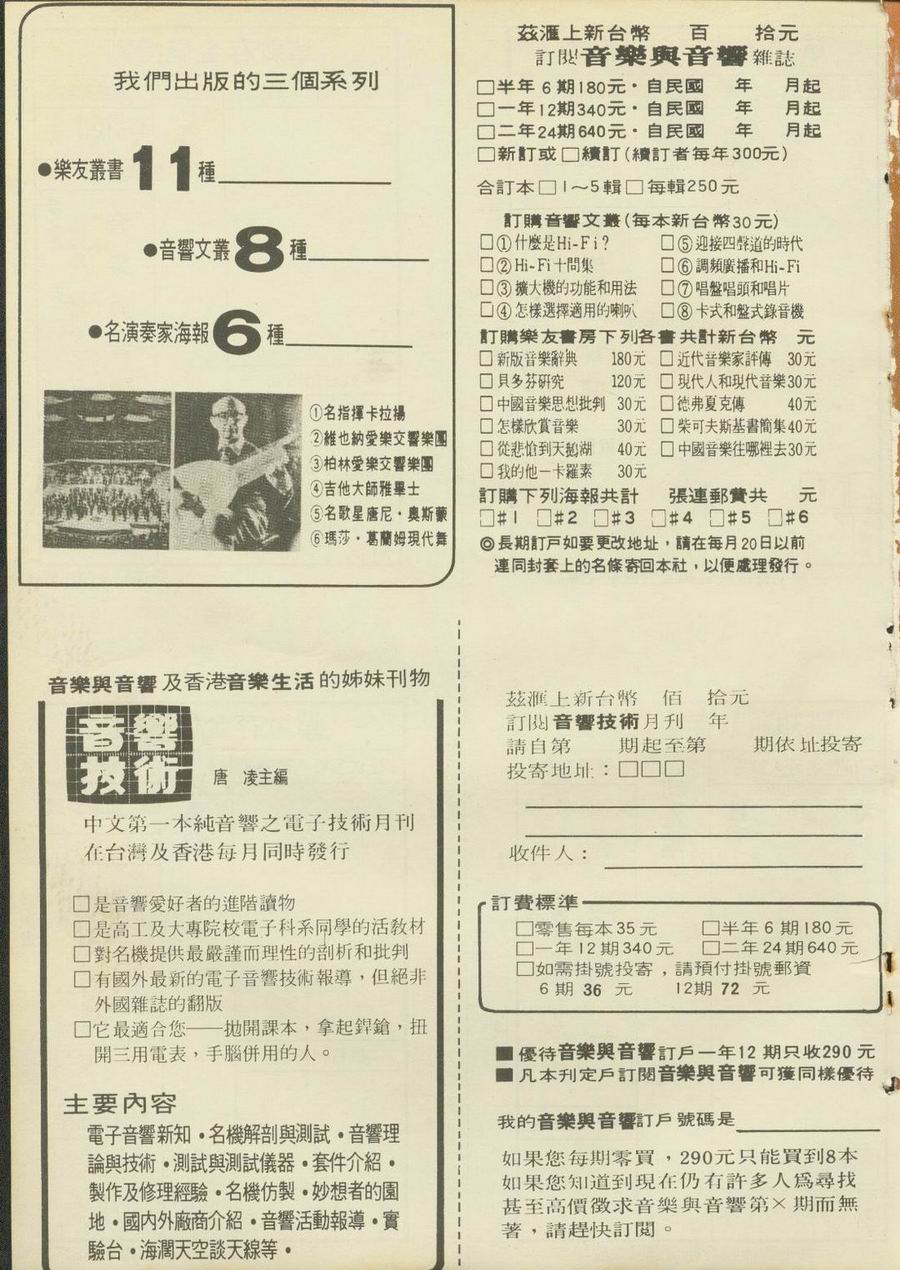 我們出版的三個系列
●樂友叢書11種
●音響文叢8種
●名演奏家海報6種
①名指揮卡拉揚
②維也納愛樂交響樂團
③柏林愛樂交響樂團
④吉他大師雅畢士
⑤名歌星唐尼·奧斯蒙
⑥瑪莎·葛蘭姆現代舞
茲滙上新台幣 百 拾元
訂閱音樂與音響雜誌
□半年6期180元·自民國 年 月起
□一年12期340元·自民國 年 月起
□二年24期640元·自民國 年 月起
□新訂或□續訂(續訂者每年300元)
合訂本□1～5輯□每輯250元
訂購音響文叢(每本新台幣30元)
□①什麼是Hi-Fi? □⑤迎接四聲道的時代
□②Hi-Fi十問集 □⑥調頻廣播和Hi-Fi
□③擴大機的功能和用法 □⑦唱盤唱頭和唱片
□④怎樣選擇適用的喇叭 □⑧卡式和盤式錄音機
訂購樂友書房下列各書共計新台幣 元
□新版音樂辭典 180元 □近代音樂家評傳 30元
□貝多芬研究 120元 □現代人和現代音樂30元
□中國音樂思想批判 30元 □德弗夏克傳 40元
□怎樣欣賞音樂 30元 □柴可夫斯基書簡集40元
□從悲愴到天鵝湖 40元 □中國音樂往哪裡去30元
□我的他—卡羅素 30元
訂購下列海報共計 張連郵費共 元
□#1 □#2 □#3 □#4 □#5 □#6
◎長期訂戶如要更改地址，請在每月20日以前
連同封套上的名條寄回本社，以便處理發行。
音樂與音響及香港音樂生活的姊妹刊物
音響
技術
唐 凌主編
中文第一本純音響之電子技術月刊
在台灣及香港每月同時發行
□是音響愛好者的進階讀物
□是高工及大專院校電子科系同學的活教材
□對名機提供最嚴謹而理性的剖析和批判
□有國外最新的電子音響技術報導，但絕非
外國雜誌的翻版
□它最適合您──拋開課本，拿起銲鎗，扭
開三用電表，手腦併用的人。
主要內容
電子音響新知·名機解剖與測試·音響理
論與技術·測試與測試儀器·套件介紹·
製作及修理經驗·名機仿製·妙想者的園
地·國內外廠商介紹·音響活動報導·實
驗台·海濶天空談天線等·
茲滙上新台幣 佰 拾元
訂閱音響技術月刊 年
請自第 期起至第 期依址投寄
投寄地址：□□□
收件人：
訂費標準
□零售每本35元 □半年6期180元
□一年12期340元 □二年24期640元
□如需掛號投寄，請預付掛號郵資
6期 36 元 12期 72 元
■優待音樂與音響訂戶一年12期只收290元
■凡本刊定戶訂閱音樂與音響可獲同樣優待
我的音樂與音響訂戶號碼是
如果您每期零買，290元只能買到8本
如果您知道到現在仍有許多人為尋找
甚至高價徵求音樂與音響第×期而無
著，請趕快訂閱。